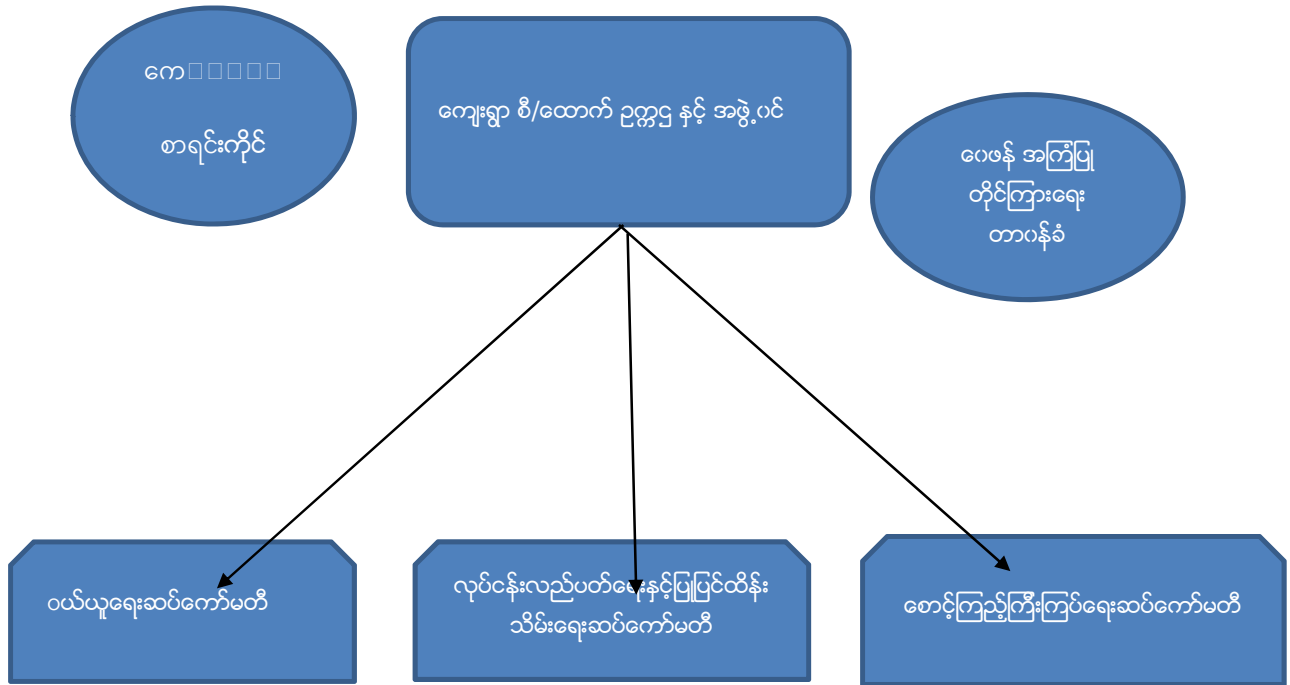 စာရင်းကိုင်
ကျေးရွာ စီ/ထောက် ဥက္ကဋ္ဌ နှင့် အဖွဲ့ဝင်
ဝေဖန် အကြံပြု
တိုင်ကြားရေး
တာဝန်ခံ
ဝယ်ယူရေးဆပ်ကော်မတီ
လုပ်ငန်းလည်ပတ်ရေးနှင့်ပြုပြင်ထိန်း
သိမ်းရေးဆပ်ကော်မတီ
စောင့်ကြည့်ကြီးကြပ်ရေးဆပ်ကော်မတီ